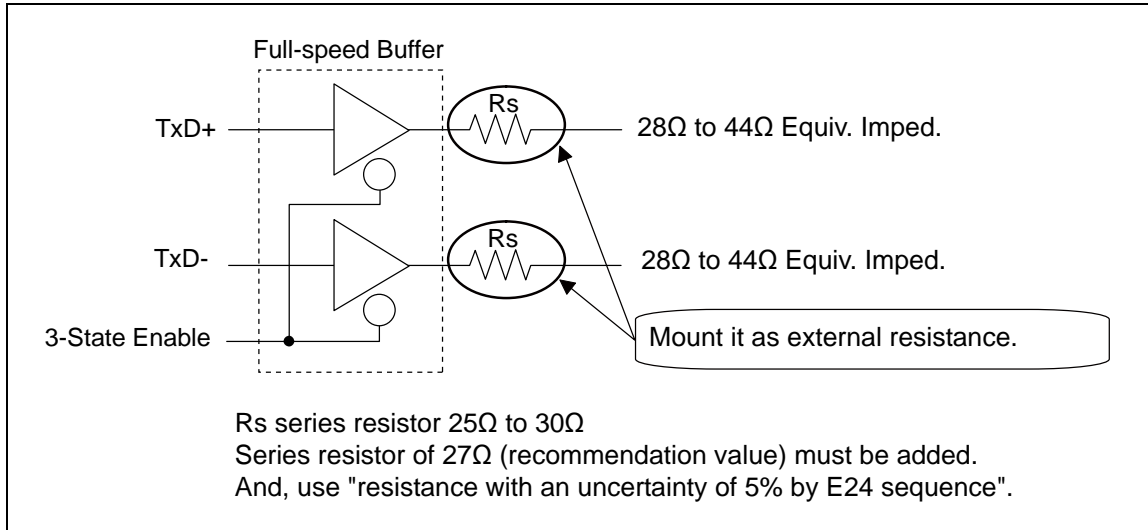 Full-speed Buffer
Rs
TxD+
28Ω to 44Ω Equiv. Imped.
Rs
TxD-
28Ω to 44Ω Equiv. Imped.
3-State Enable
Mount it as external resistance.
Rs series resistor 25Ω to 30Ω
Series resistor of 27Ω (recommendation value) must be added.
And, use "resistance with an uncertainty of 5% by E24 sequence".